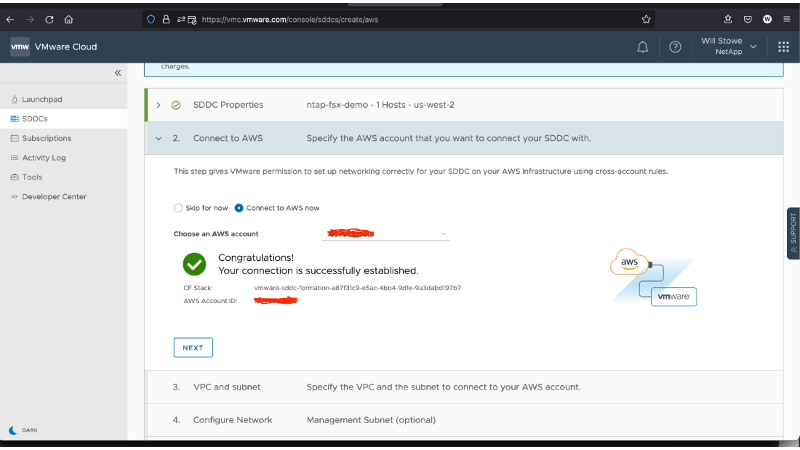 https://vmc.vmware.com/console/sddcs/create/aws
vmw VMware Cloud
Will Stowe
NetApp
charges.
Launchpad
SDDCs
Subscriptions
Activity Log
Tools
Developer Center
SDDC Properties ntap-fsx-demo - 1 Hosts - us-west-2
2. Connect to AWS Specify the AWS account that you want to connect your SDDC with.
This step gives VMware permission to set up networking correctly for your SDDC on your AWS infrastructure using cross-account rules.
Skip for now Connect to AWS now
Choose an AWS account
Congratulations!
Your connection is successfully established.
CF Stack: vmware-sddc-formation-a87f31c9-e5ac-4bb4-9d1e-9a3dabd197b7
AWS Account ID:
aws
vmware
NEXT
3. VPC and subnet Specify the VPC and the subnet to connect to your AWS account.
4. Configure Network Management Subnet (optional)
SUPPORT
DARK